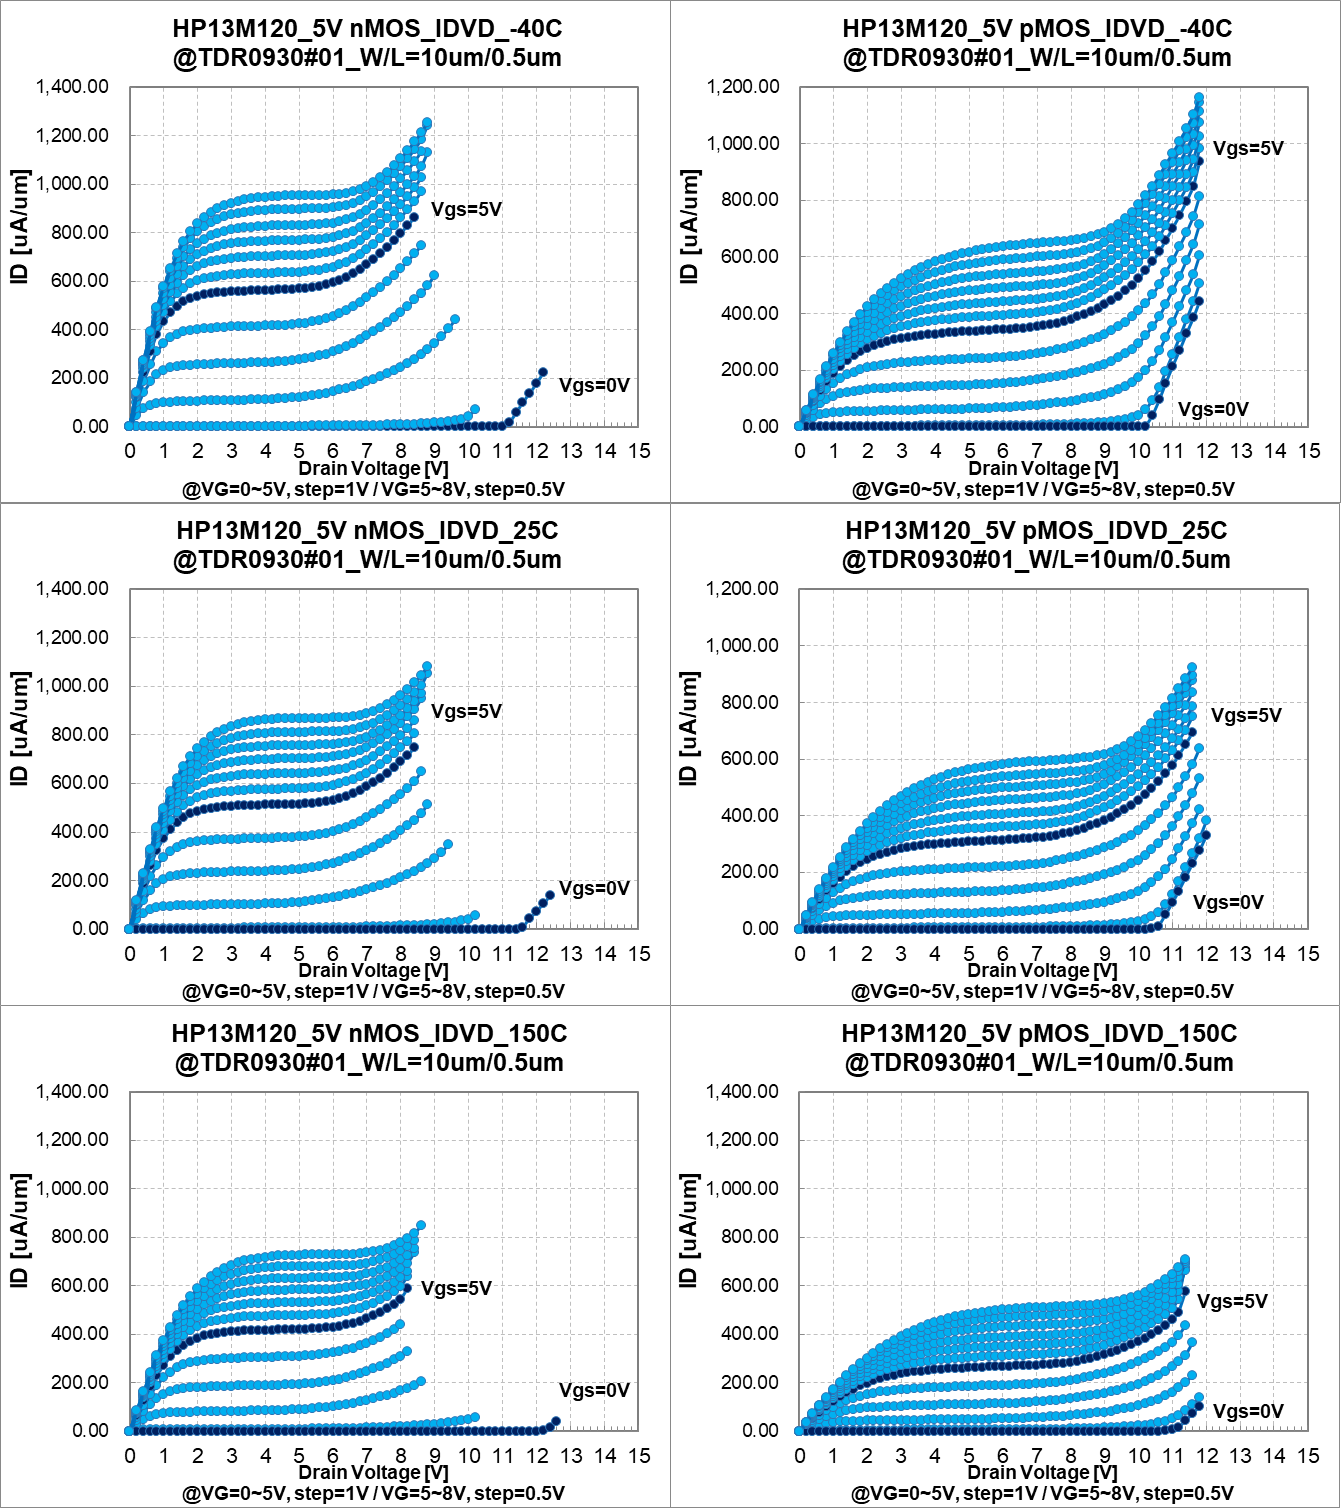 HP13M120_5V nMOS_IDVD_-40C
@TDR0930#01_W/L=10um/0.5um
ID [uA/um]
1,400.00
1,200.00
1,000.00
800.00
600.00
400.00
200.00
0.00
Vgs=5V
Vgs=0V
0 1 2 3 4 5 6 7 8 9 10 11 12 13 14 15
Drain Voltage [V]
@VG=0~5V, step=1V / VG=5~8V, step=0.5V
HP13M120_5V pMOS_IDVD_-40C
@TDR0930#01_W/L=10um/0.5um
ID [uA/um]
1,200.00
1,000.00
800.00
600.00
400.00
200.00
0.00
Vgs=5V
Vgs=0V
0 1 2 3 4 5 6 7 8 9 10 11 12 13 14 15
Drain Voltage [V]
@VG=0~5V, step=1V / VG=5~8V, step=0.5V
HP13M120_5V nMOS_IDVD_25C
@TDR0930#01_W/L=10um/0.5um
ID [uA/um]
1,400.00
1,200.00
1,000.00
800.00
600.00
400.00
200.00
0.00
Vgs=5V
Vgs=0V
0 1 2 3 4 5 6 7 8 9 10 11 12 13 14 15
Drain Voltage [V]
@VG=0~5V, step=1V / VG=5~8V, step=0.5V
HP13M120_5V pMOS_IDVD_25C
@TDR0930#01_W/L=10um/0.5um
ID [uA/um]
1,200.00
1,000.00
800.00
600.00
400.00
200.00
0.00
Vgs=5V
Vgs=0V
0 1 2 3 4 5 6 7 8 9 10 11 12 13 14 15
Drain Voltage [V]
@VG=0~5V, step=1V / VG=5~8V, step=0.5V
HP13M120_5V nMOS_IDVD_150C
@TDR0930#01_W/L=10um/0.5um
ID [uA/um]
1,400.00
1,200.00
1,000.00
800.00
600.00
400.00
200.00
0.00
Vgs=5V
Vgs=0V
0 1 2 3 4 5 6 7 8 9 10 11 12 13 14 15
Drain Voltage [V]
@VG=0~5V, step=1V / VG=5~8V, step=0.5V
HP13M120_5V pMOS_IDVD_150C
@TDR0930#01_W/L=10um/0.5um
ID [uA/um]
1,400.00
1,200.00
1,000.00
800.00
600.00
400.00
200.00
0.00
Vgs=5V
Vgs=0V
0 1 2 3 4 5 6 7 8 9 10 11 12 13 14 15
Drain Voltage [V]
@VG=0~5V, step=1V / VG=5~8V, step=0.5V